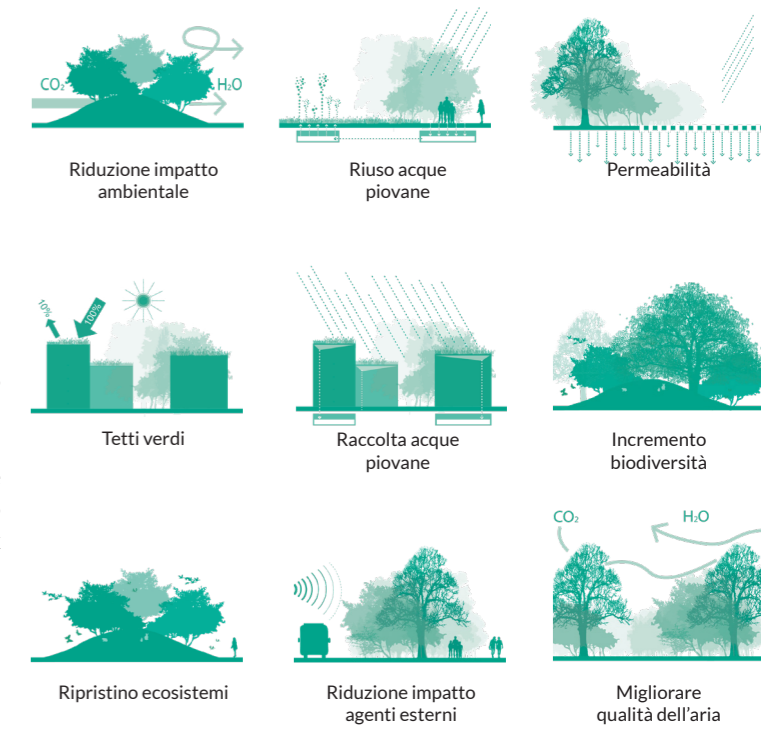 CO₂
H₂O
Riduzione impatto
ambientale
Riuso acque
piovane
Permeabilità
10%
100%
Tetti verdi
Raccolta acque
piovane
Incremento
biodiversità
Ripristino ecosistemi
Riduzione impatto
agenti esterni
CO₂
H₂O
Migliorare
qualità dell'aria